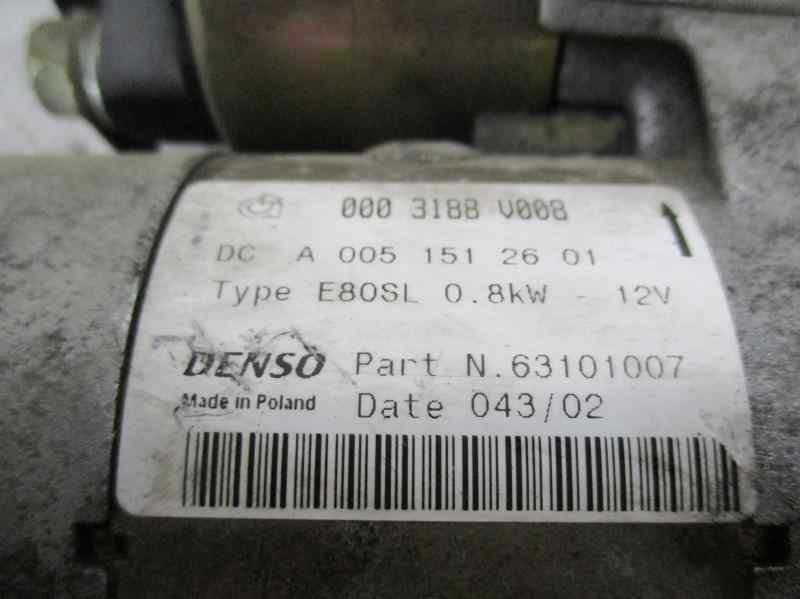 000 3188 V008
DC A 005 151 26 01
Type E80SL 0.8kW - 12V
DENSO Part N.63101007
Made in Poland Date 043/02